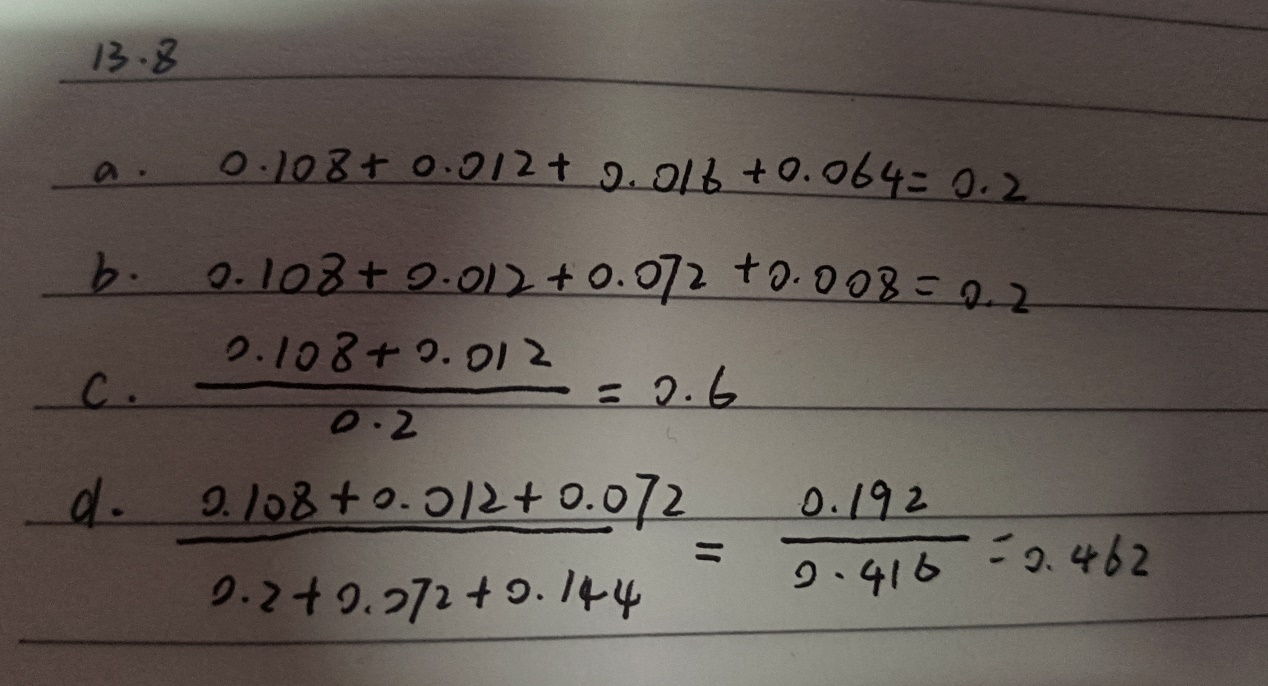 13.8
a. 0.108+ 0.012+ 0.016 +0.064= 0.2
b. 0.108+ 0.012+0.072 +0.008= 0.2
c. (0.108+0.012)/0.2 = 0.6
d. (0.108+0.012+0.072)/(0.2+0.072+0.144) = 0.192/0.416 =0.462